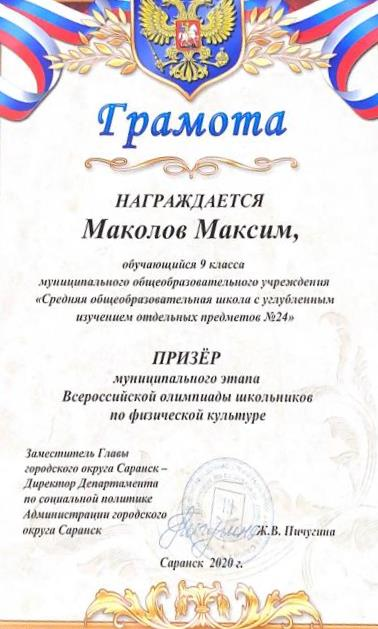 Грамота
НАГРАЖДАЕТСЯ
Маколов Максим,
обучающийся 9 класса
муниципального общеобразовательного учреждения
«Средняя общеобразовательная школа с углубленным
изучением отдельных предметов №24»
ПРИЗЁР
муниципального этапа
Всероссийской олимпиады школьников
по физической культуре
Заместитель Главы
городского округа Саранск –
Директор Департамента
по социальной политике
Администрации городского
округа Саранск
Ж.В. Пичугина
Саранск 2020 г.